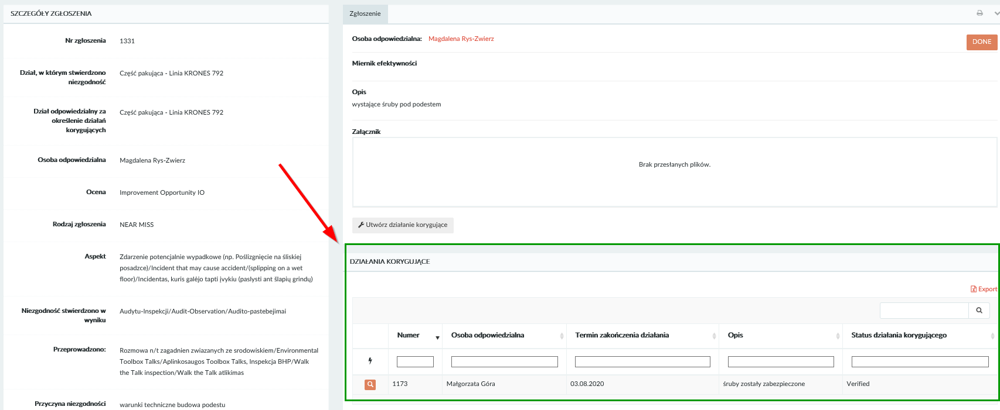 SZCZEGÓŁY ZGŁOSZENIA
Nr zgłoszenia 1331
Dział, w którym stwierdzono
niezgodność
Część pakująca - Linia KRONES 792
Dział odpowiedzialny za
określenie działań
korygujących
Część pakująca - Linia KRONES 792
Osoba odpowiedzialna Magdalena Rys-Zwierz
Ocena Improvement Opportunity IO
Rodzaj zgłoszenia NEAR MISS
Aspekt
Zdarzenie potencjalnie wypadkowe (np. Poślizgnięcie na śliskiej
posadzce)/Incident that may cause accident/(splipping on a wet
floor)/Incidentas, kuris galėjo tapti įvykiu (paslysti ant šlapių grindų)
Niezgodność stwierdzono w
wyniku
Audytu-Inspekcji/Audit-Observation/Audito-pastebejimai
Przeprowadzono:
Rozmowa n/t zagadnien zwiazanych ze srodowiskiem/Environmental
Toolbox Talks/Aplinkosaugos Toolbox Talks, Inspekcja BHP/Walk
the Talk inspection/Walk the Talk atlikimas
Przyczyna niezgodności warunki techniczne budowa podestu
Zgłoszenie
Osoba odpowiedzialna: Magdalena Rys-Zwierz
DONE
Miernik efektywności
Opis
wystające śruby pod podestem
Załącznik
Brak przesłanych plików.
Utwórz działanie korygujące
DZIAŁANIA KORYGUJĄCE
Export
Numer Osoba odpowiedzialna Termin zakończenia działania Opis Status działania korygującego
1173 Małgorzata Góra 03.08.2020 śruby zostały zabezpieczone Verified